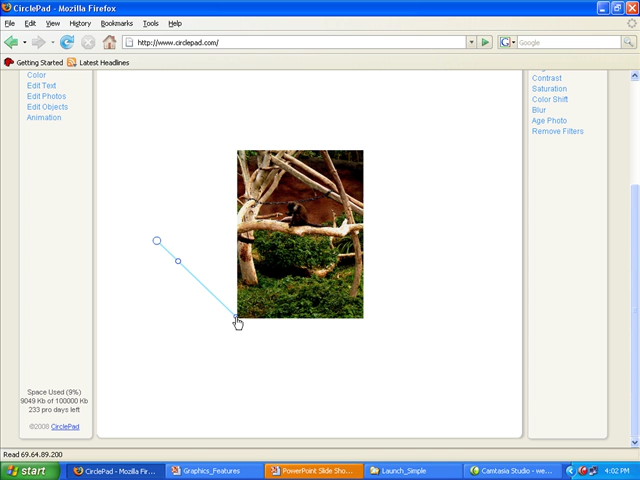 CirclePad - Mozilla Firefox
File Edit View History Bookmarks Tools Help
http://www.circlepad.com/
Google
Getting Started Latest Headlines
Color
Edit Text
Edit Photos
Edit Objects
Animation
Contrast
Saturation
Color Shift
Blur
Age Photo
Remove Filters
Space Used (9%)
9049 Kb of 100000 Kb
233 pro days left
©2008 CirclePad
Read 69.64.89.200
start CirclePad - Mozilla Fir... Graphics_Features PowerPoint Slide Sho... Launch_Simple Camtasia Studio - we... 4:02 PM